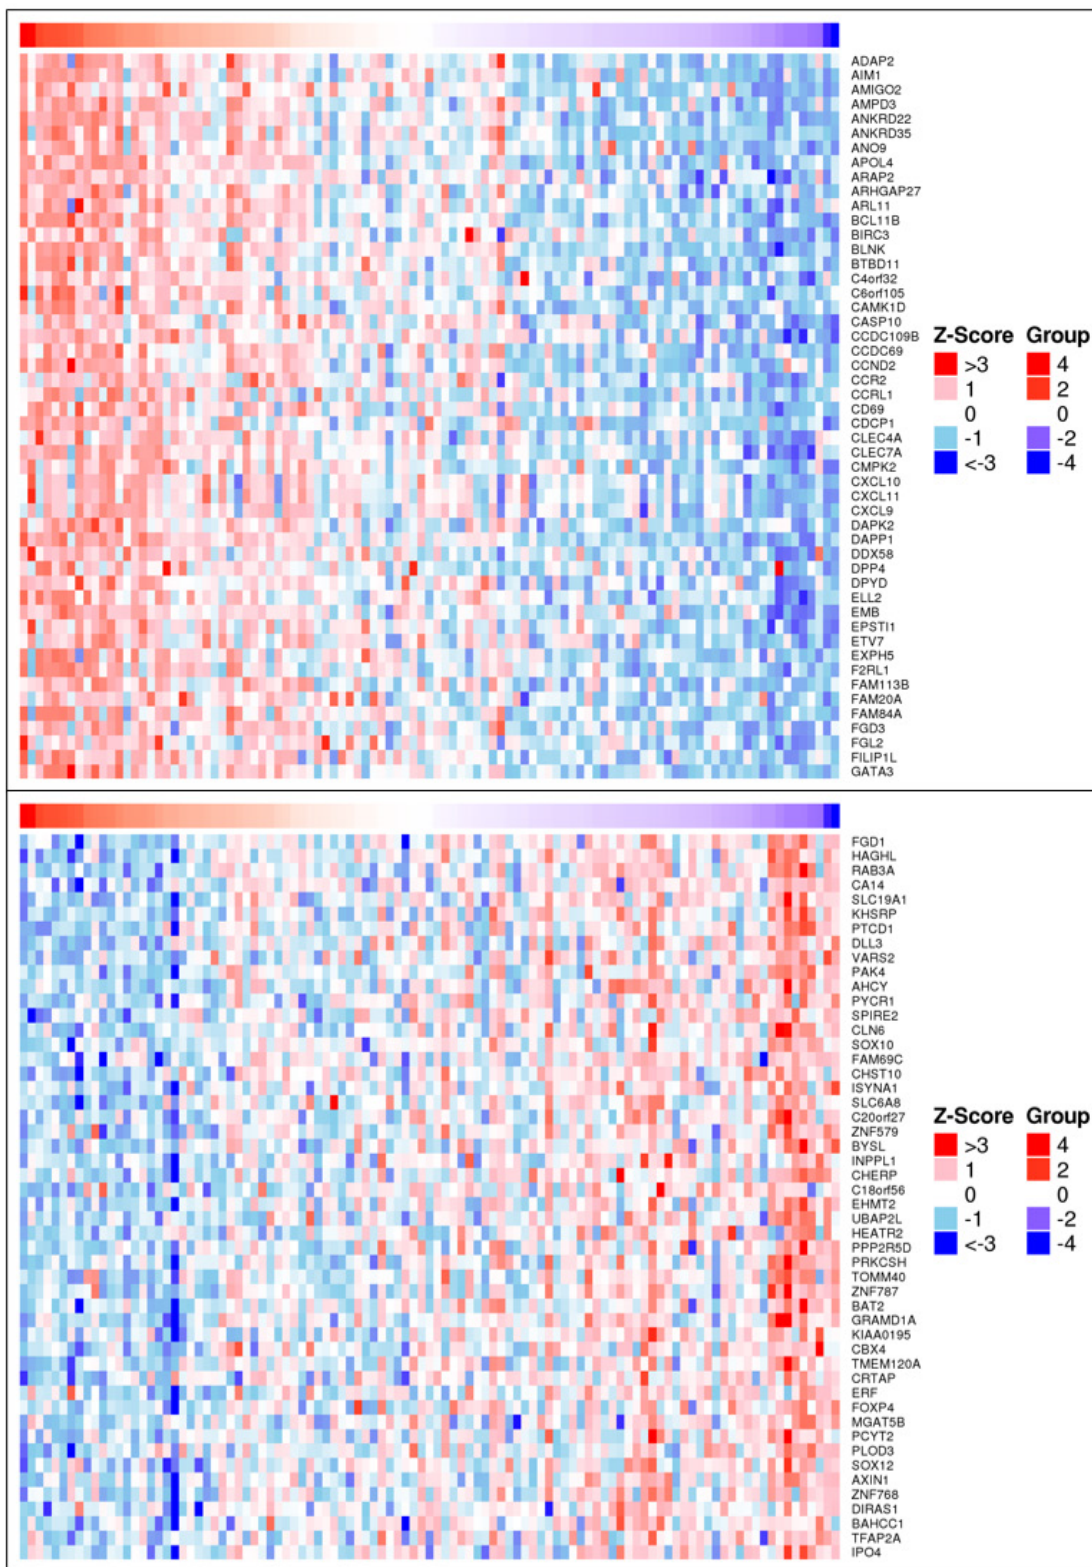 ADAP2
AIM1
AMIGO2
AMPD3
ANKRD22
ANKRD35
ANO9
APOL4
ARAP2
ARHGAP27
ARL11
BCL11B
BIRC3
BLNK
BTBD11
C4orf32
C6orf105
CAMK1D
CASP10
CCDC109B
CCDC69
CCND2
CCR2
CCRL1
CD69
CDCP1
CLEC4A
CLEC7A
CMPK2
CXCL10
CXCL11
CXCL9
DAPK2
DAPP1
DDX58
DPP4
DPYD
ELL2
EMB
EPSTI1
ETV7
EXPH5
F2RL1
FAM113B
FAM20A
FAM84A
FGD3
FGL2
FILIP1L
GATA3
Z-Score Group
>3 4
1 2
0 0
-1 -2
<-3 -4
FGD1
HAGHL
RAB3A
CA14
SLC19A1
KHSRP
PTCD1
DLL3
VARS2
PAK4
AHCY
PYCR1
SPIRE2
CLN6
SOX10
FAM69C
CHST10
ISYNA1
SLC6A8
C20orf27
ZNF579
BYSL
INPPL1
CHERP
C18orf56
EHMT2
UBAP2L
HEATR2
PPP2R5D
PRKCSH
TOMM40
ZNF787
BAT2
GRAMD1A
KIAA0195
CBX4
TMEM120A
CRTAP
ERF
FOXP4
MGAT5B
PCYT2
PLOD3
SOX12
AXIN1
ZNF768
DIRAS1
BAHCC1
TFAP2A
IPO4
Z-Score Group
>3 4
1 2
0 0
-1 -2
<-3 -4